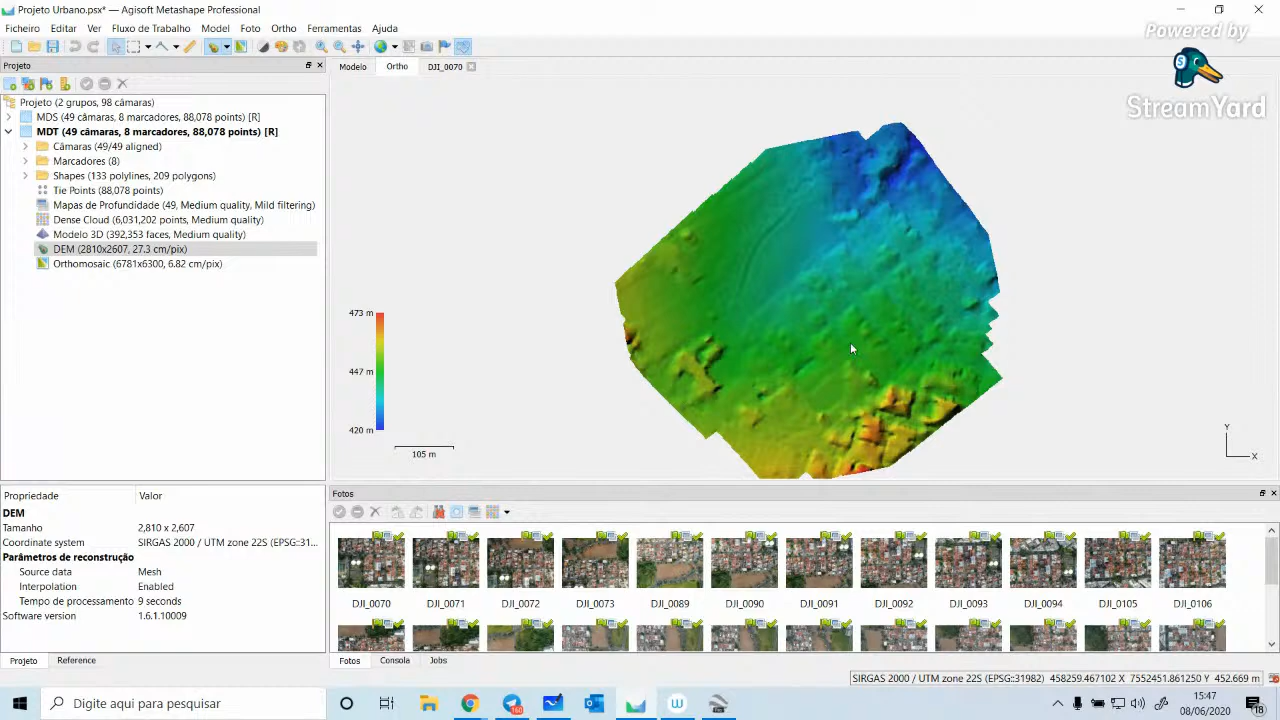 Projeto Urbano.psx* — Agisoft Metashape Professional
Ficheiro Editar Ver Fluxo de Trabalho Model Foto Ortho Ferramentas Ajuda
Powered by
StreamYard
Projeto
Modelo Ortho DJI_0070
Projeto (2 grupos, 98 câmaras)
MDS (49 câmaras, 8 marcadores, 88,078 points) [R]
MDT (49 câmaras, 8 marcadores, 88,078 points) [R]
Câmaras (49/49 aligned)
Marcadores (8)
Shapes (133 polylines, 209 polygons)
Tie Points (88,078 points)
Mapas de Profundidade (49, Medium quality, Mild filtering)
Dense Cloud (6,031,202 points, Medium quality)
Modelo 3D (392,353 faces, Medium quality)
DEM (2810x2607, 27.3 cm/pix)
Orthomosaic (6781x6300, 6.82 cm/pix)
473 m
447 m
420 m
105 m
Y
X
Propriedade Valor
DEM
Tamanho 2,810 x 2,607
Coordinate system SIRGAS 2000 / UTM zone 22S (EPSG::31...
Parâmetros de reconstrução
Source data Mesh
Interpolation Enabled
Tempo de processamento 9 seconds
Software version 1.6.1.10009
Fotos
DJI_0070 DJI_0071 DJI_0072 DJI_0073 DJI_0089 DJI_0090 DJI_0091 DJI_0092 DJI_0093 DJI_0094 DJI_0105 DJI_0106
Projeto Reference
Fotos Consola Jobs
SIRGAS 2000 / UTM zone 22S (EPSG::31982) 458259.467102 X 7552451.861250 Y 452.669 m
Digite aqui para pesquisar
160
W
15:47
08/06/2020
18